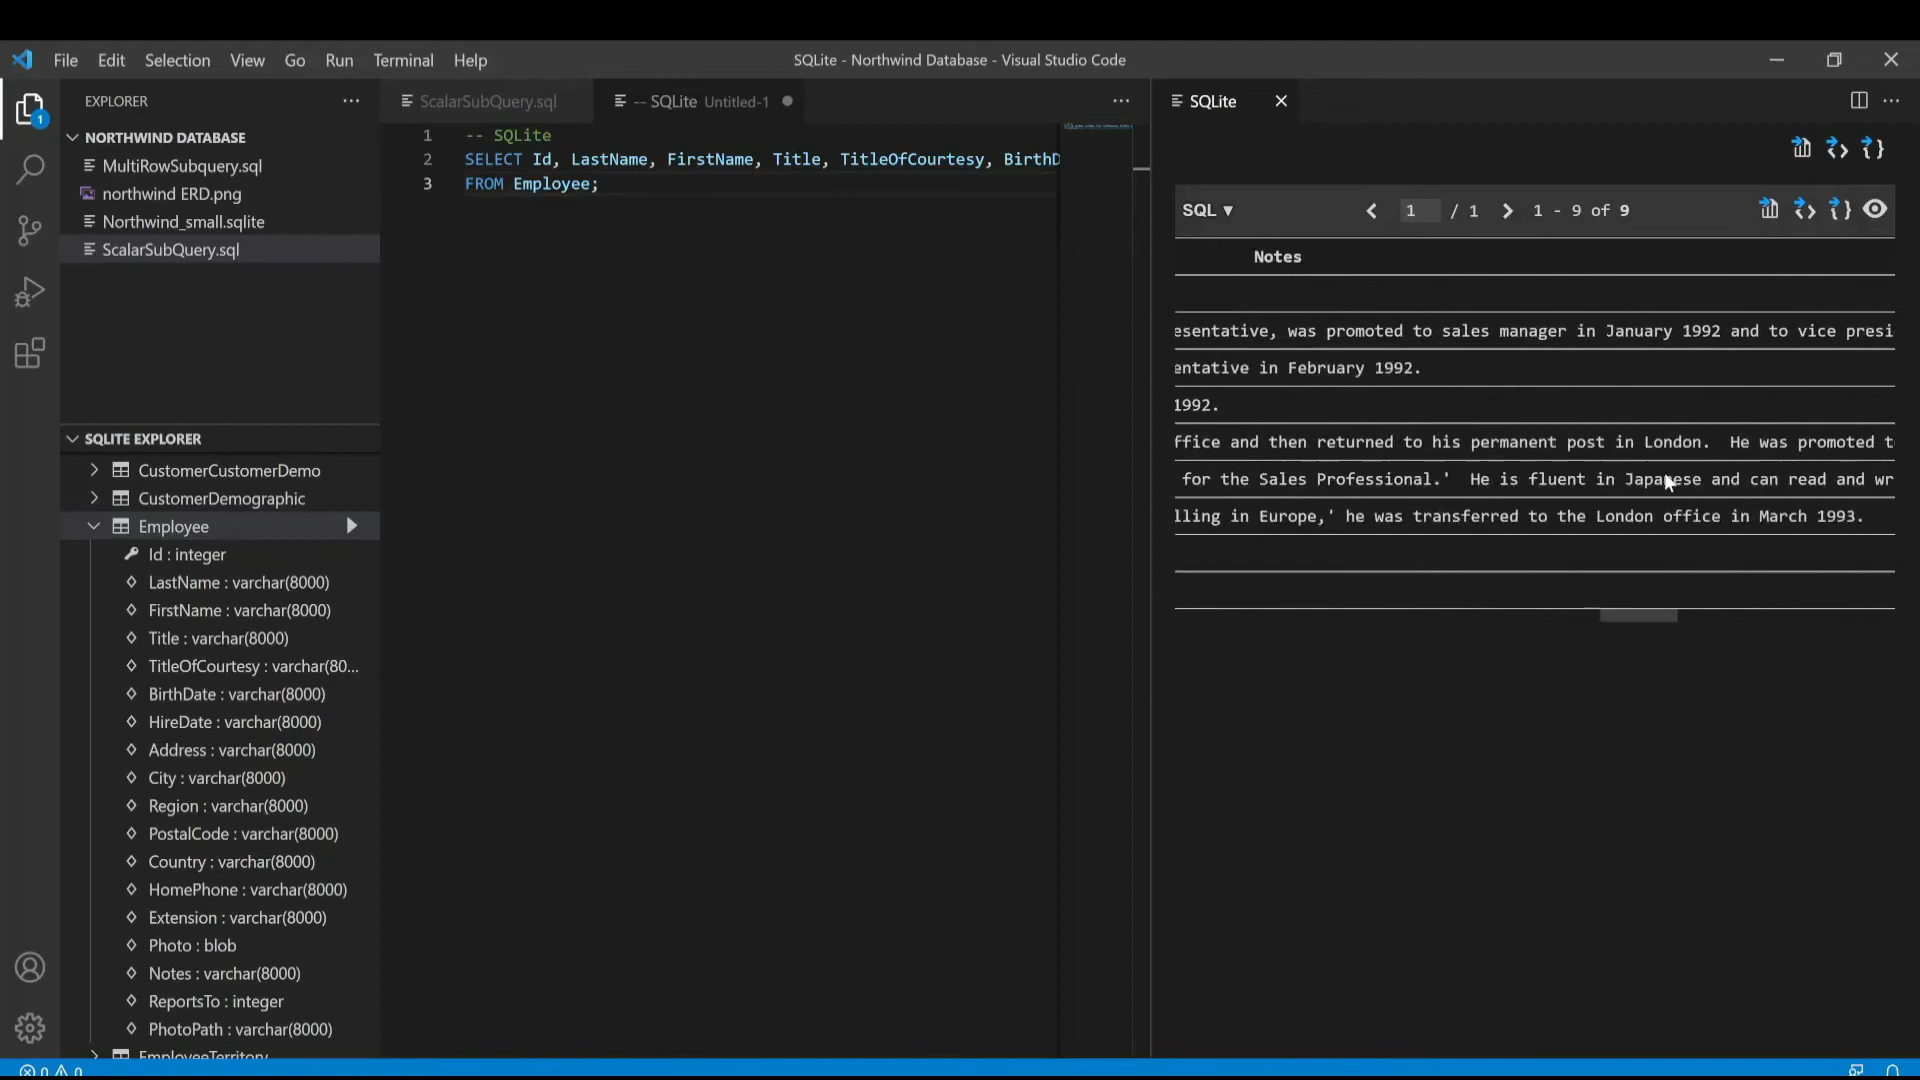 File Edit Selection View Go Run Terminal Help
SQLite - Northwind Database - Visual Studio Code
EXPLORER
1
NORTHWIND DATABASE
MultiRowSubquery.sql
northwind ERD.png
Northwind_small.sqlite
ScalarSubQuery.sql
SQLITE EXPLORER
CustomerCustomerDemo
CustomerDemographic
Employee
Id : integer
LastName : varchar(8000)
FirstName : varchar(8000)
Title : varchar(8000)
TitleOfCourtesy : varchar(80...
BirthDate : varchar(8000)
HireDate : varchar(8000)
Address : varchar(8000)
City : varchar(8000)
Region : varchar(8000)
PostalCode : varchar(8000)
Country : varchar(8000)
HomePhone : varchar(8000)
Extension : varchar(8000)
Photo : blob
Notes : varchar(8000)
ReportsTo : integer
PhotoPath : varchar(8000)
EmployeeTerritory
0 0
ScalarSubQuery.sql
-- SQLite Untitled-1
1 -- SQLite
2 SELECT Id, LastName, FirstName, Title, TitleOfCourtesy, BirthD
3 FROM Employee;
SQLite
SQL 1 / 1 1 - 9 of 9
Notes
esentative, was promoted to sales manager in January 1992 and to vice presi
entative in February 1992.
1992.
ffice and then returned to his permanent post in London. He was promoted t
for the Sales Professional.' He is fluent in Japanese and can read and wr
lling in Europe,' he was transferred to the London office in March 1993.